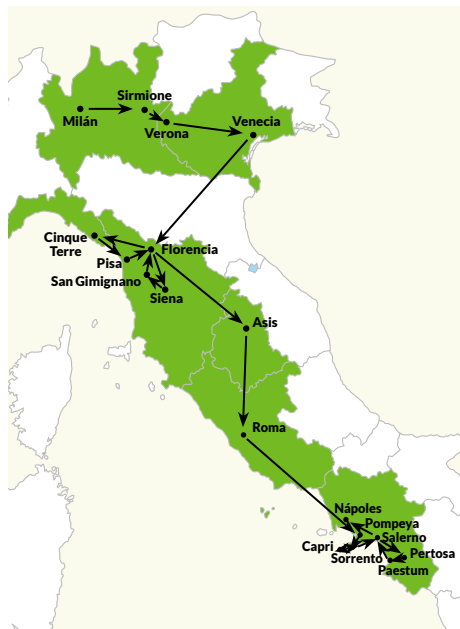 Sirmione
Milán
Verona
Venecia
Cinque
Terre
Florencia
Pisa
San Gimignano
Siena
Asis
Roma
Nápoles
Pompeya
Salerno
Capri
Sorrento
Pertosa
Paestum